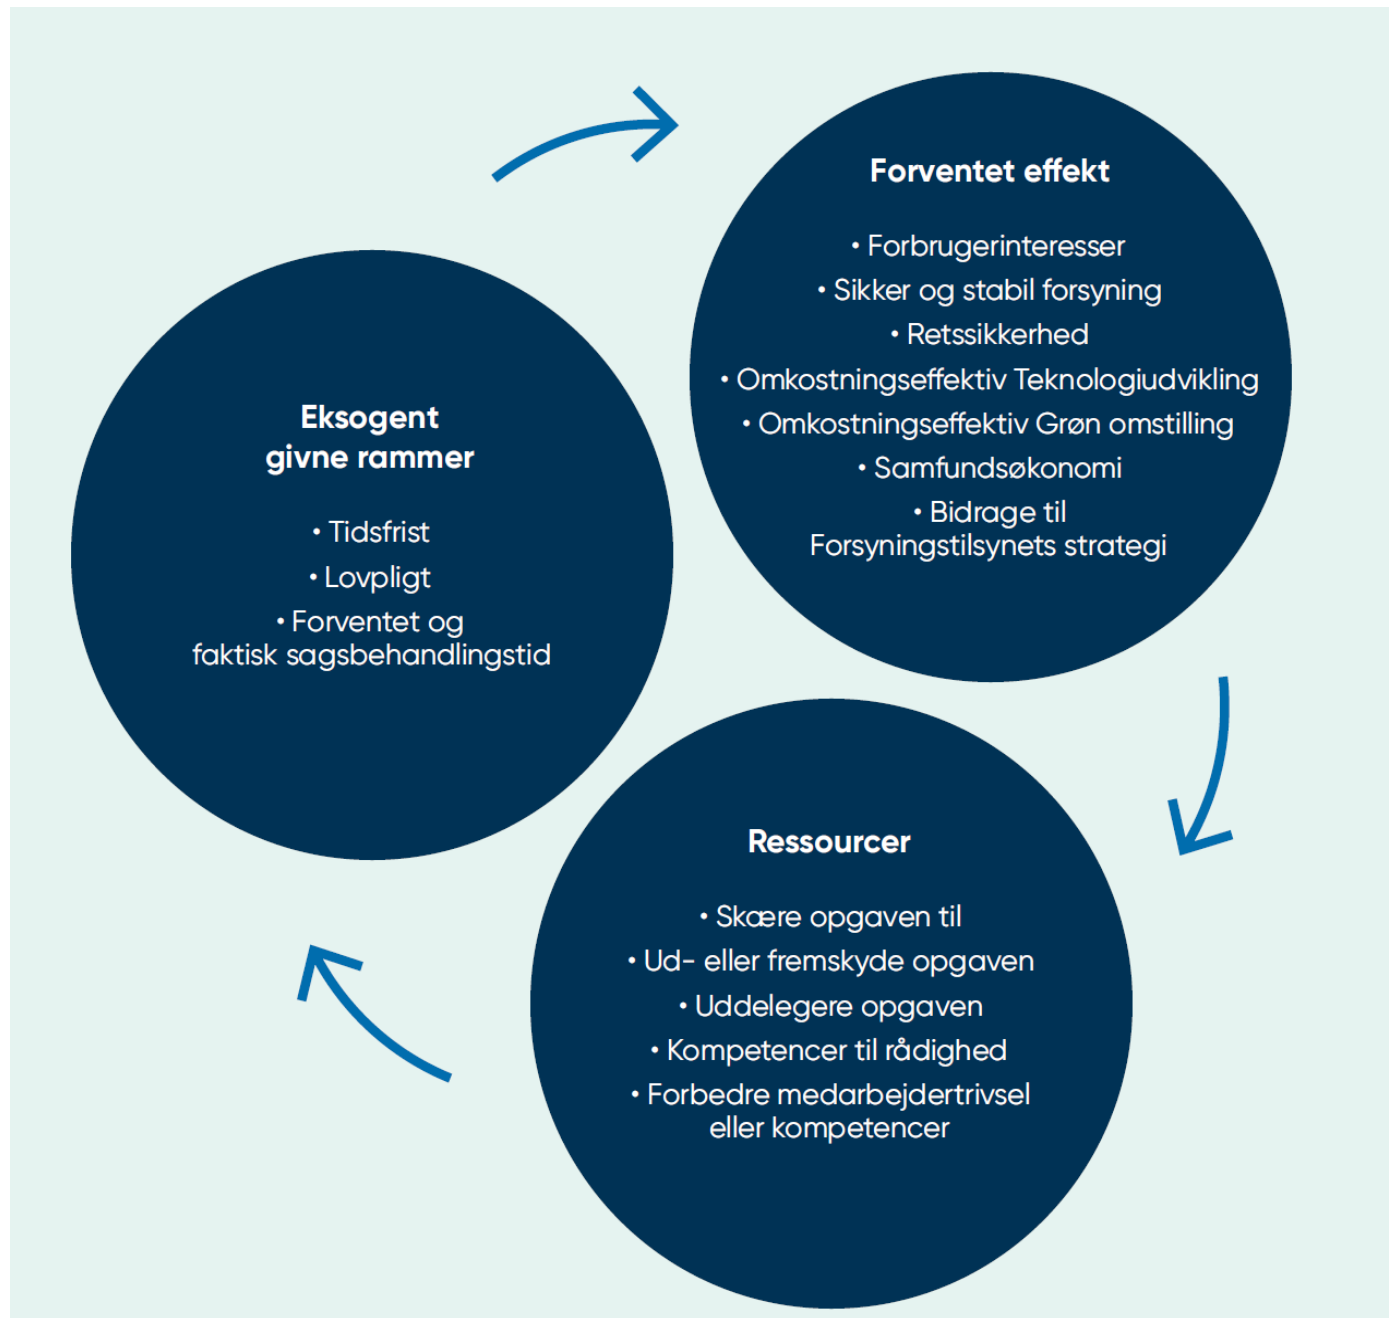 Eksogent
givne rammer
• Tidsfrist
• Lovpligt
• Forventet og
faktisk sagsbehandlingstid
Forventet effekt
• Forbrugerinteresser
• Sikker og stabil forsyning
• Retssikkerhed
• Omkostningseffektiv Teknologiudvikling
• Omkostningseffektiv Grøn omstilling
• Samfundsøkonomi
• Bidrage til
Forsyningstilsynets strategi
Ressourcer
• Skære opgaven til
• Ud- eller fremskyde opgaven
• Uddelegere opgaven
• Kompetencer til rådighed
• Forbedre medarbejdertrivsel
eller kompetencer